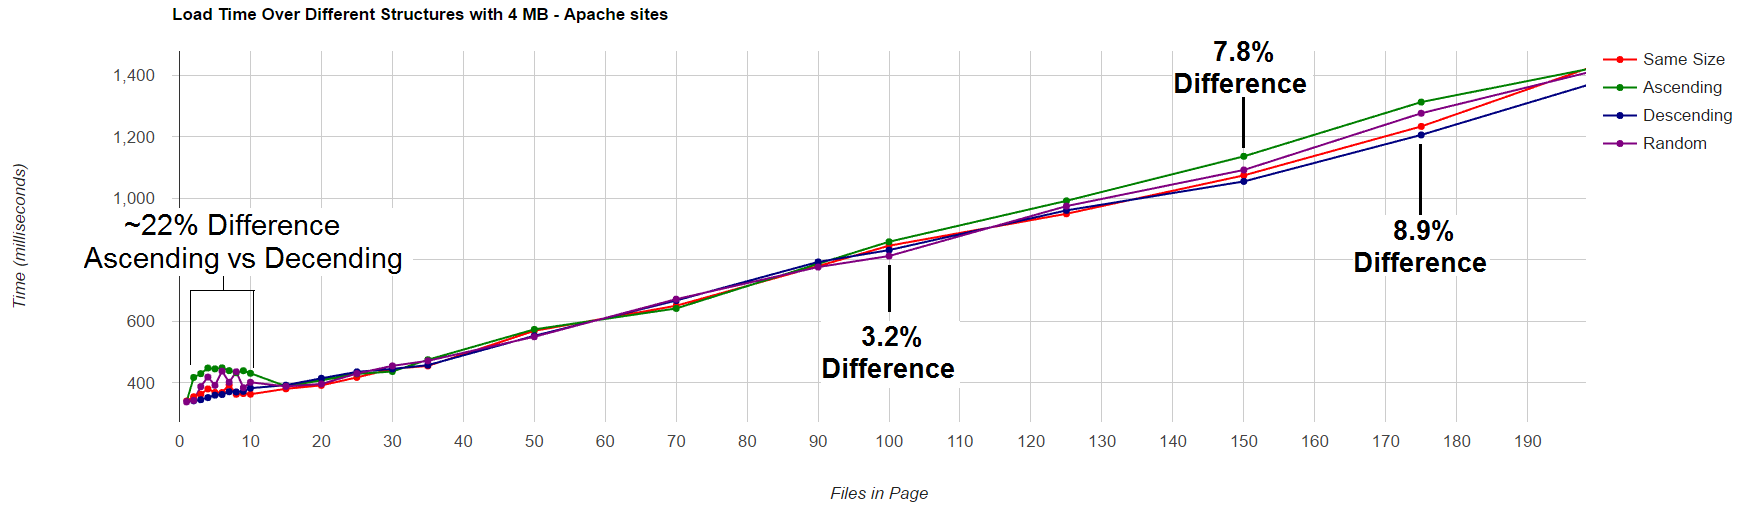 Load Time Over Different Structures with 4 MB - Apache sites
1,400
1,200
1,000
600
400
Time (milliseconds)
~22% Difference
Ascending vs Decending
3.2%
Difference
7.8%
Difference
8.9%
Difference
Same Size
Ascending
Descending
Random
0 10 20 30 40 50 60 70 80 90 100 110 120 130 140 150 160 170 180 190
Files in Page